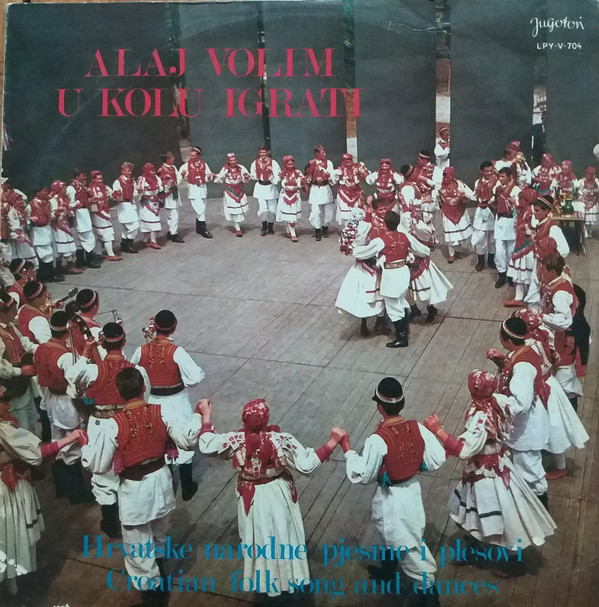 Jugoton
LPY-V-704
ALAJ VOLIM
U KOLU IGRATI
Hrvatske narodne pjesme i plesovi
Croatian folk song and dances